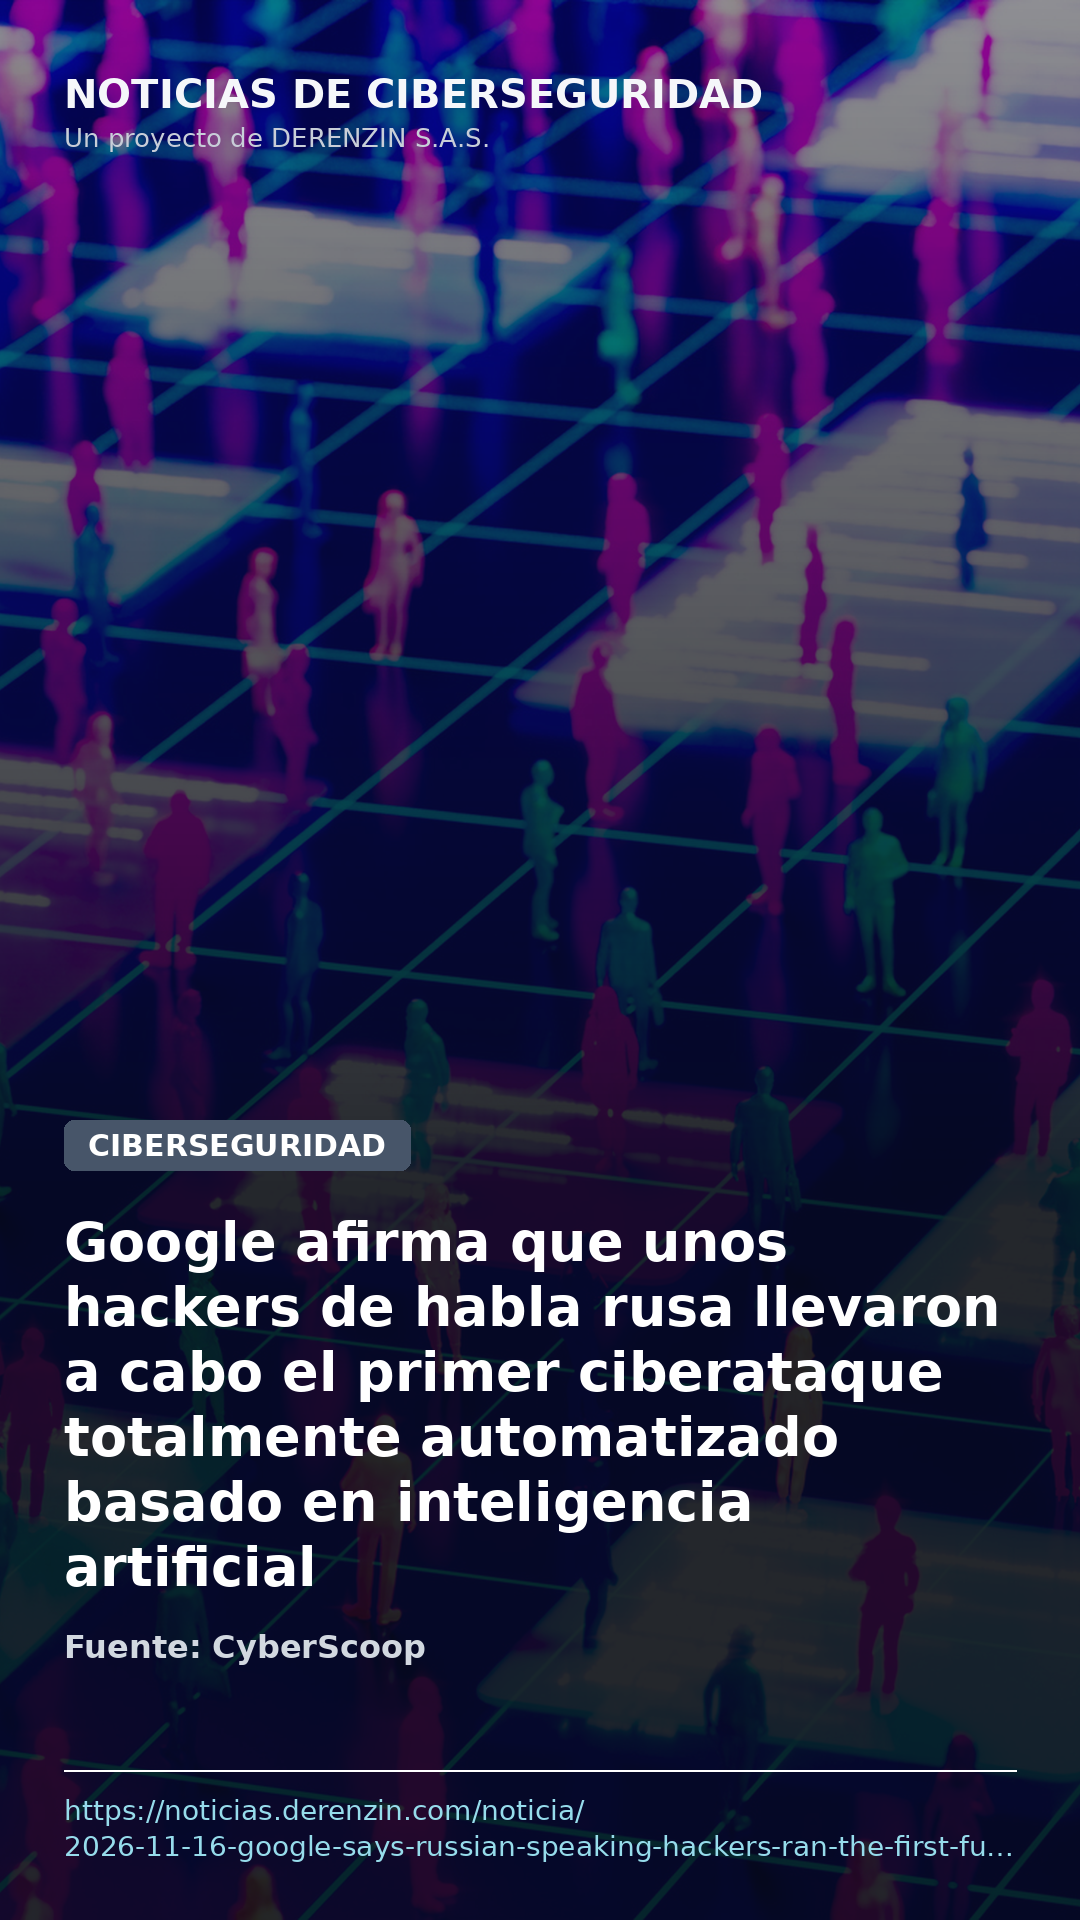 NOTICIAS DE CIBERSEGURIDAD
Un proyecto de DERENZIN S.A.S.
CIBERSEGURIDAD
Google afirma que unos
hackers de habla rusa llevaron
a cabo el primer ciberataque
totalmente automatizado
basado en inteligencia
artificial
Fuente: CyberScoop
https://noticias.derenzin.com/noticia/
2026-11-16-google-says-russian-speaking-hackers-ran-the-first-fu...